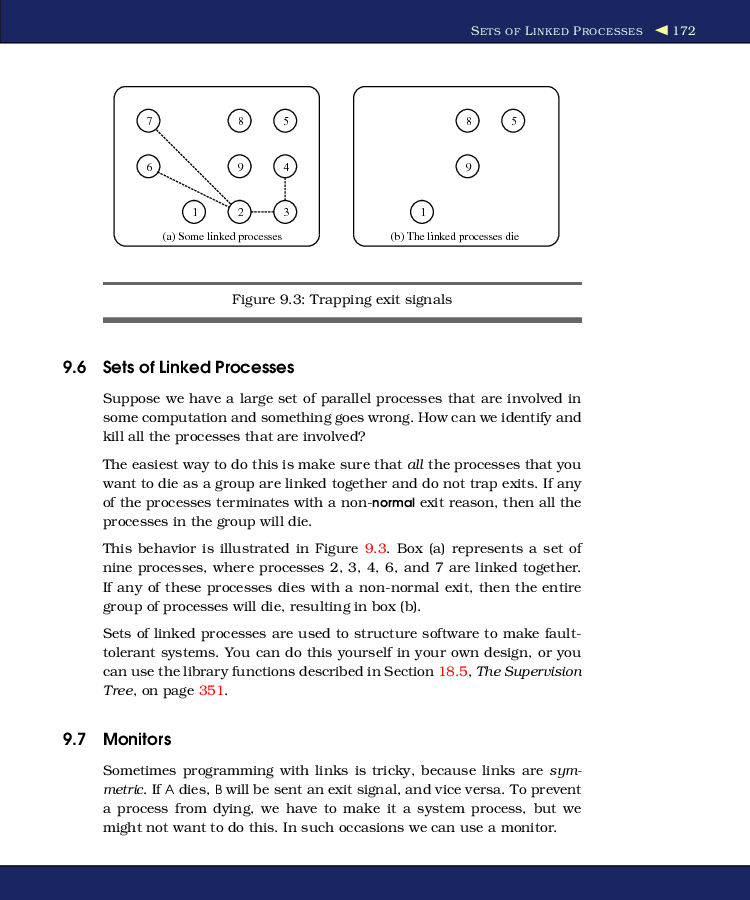 SETS OF LINKED PROCESSES ◀ 172
7 8 5
6 9 4
1 2 3
(a) Some linked processes
8 5
9
1
(b) The linked processes die
Figure 9.3: Trapping exit signals
9.6 Sets of Linked Processes
Suppose we have a large set of parallel processes that are involved in
some computation and something goes wrong. How can we identify and
kill all the processes that are involved?
The easiest way to do this is make sure that all the processes that you
want to die as a group are linked together and do not trap exits. If any
of the processes terminates with a non-normal exit reason, then all the
processes in the group will die.
This behavior is illustrated in Figure 9.3. Box (a) represents a set of
nine processes, where processes 2, 3, 4, 6, and 7 are linked together.
If any of these processes dies with a non-normal exit, then the entire
group of processes will die, resulting in box (b).
Sets of linked processes are used to structure software to make fault-
tolerant systems. You can do this yourself in your own design, or you
can use the library functions described in Section 18.5, The Supervision
Tree, on page 351.
9.7 Monitors
Sometimes programming with links is tricky, because links are sym-
metric. If A dies, B will be sent an exit signal, and vice versa. To prevent
a process from dying, we have to make it a system process, but we
might not want to do this. In such occasions we can use a monitor.